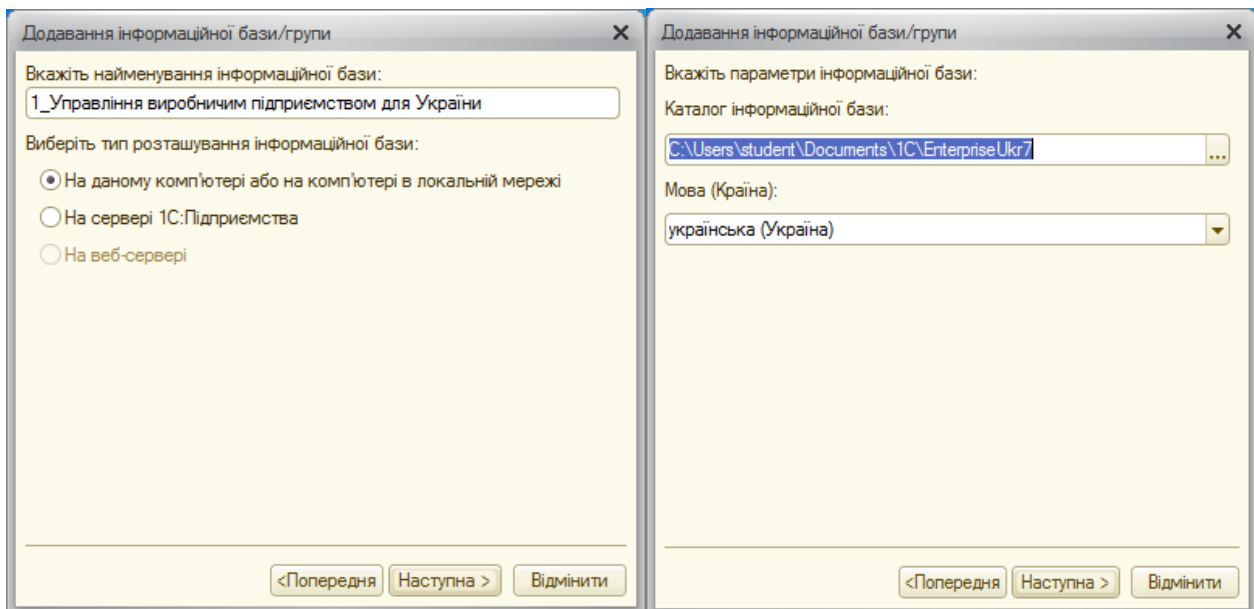 Додавання інформаційної бази/групи
Вкажіть найменування інформаційної бази:
1_Управління виробничим підприємством для України
Виберіть тип розташування інформаційної бази:
На даному комп'ютері або на комп'ютері в локальній мережі
На сервері 1С:Підприємства
На веб-сервері
<Попередня Наступна > Відмінити
Додавання інформаційної бази/групи
Вкажіть параметри інформаційної бази:
Каталог інформаційної бази:
C:\Users\student\Documents\1C\EnterpriseUkr7 ...
Мова (Країна):
українська (Україна)
<Попередня Наступна > Відмінити